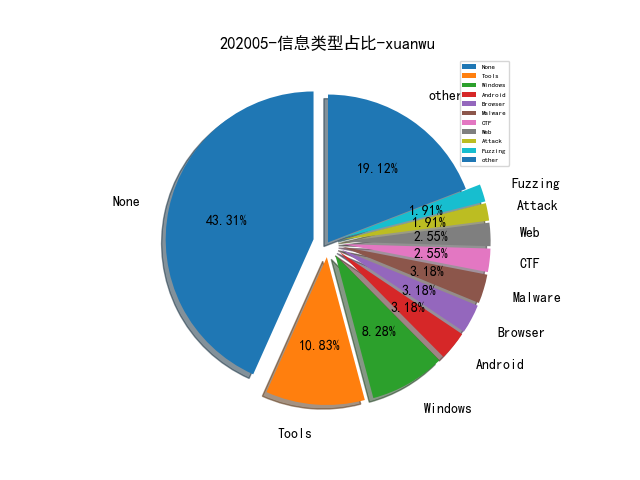 202005-信息类型占比-xuanwu
None
Tools
Windows
Android
Browser
Malware
CTF
Web
Attack
Fuzzing
other
other
19.12%
None
43.31%
Fuzzing
1.91%
Attack
1.91%
Web
2.55%
CTF
2.55%
Malware
3.18%
Browser
3.18%
Android
3.18%
Windows
8.28%
Tools
10.83%